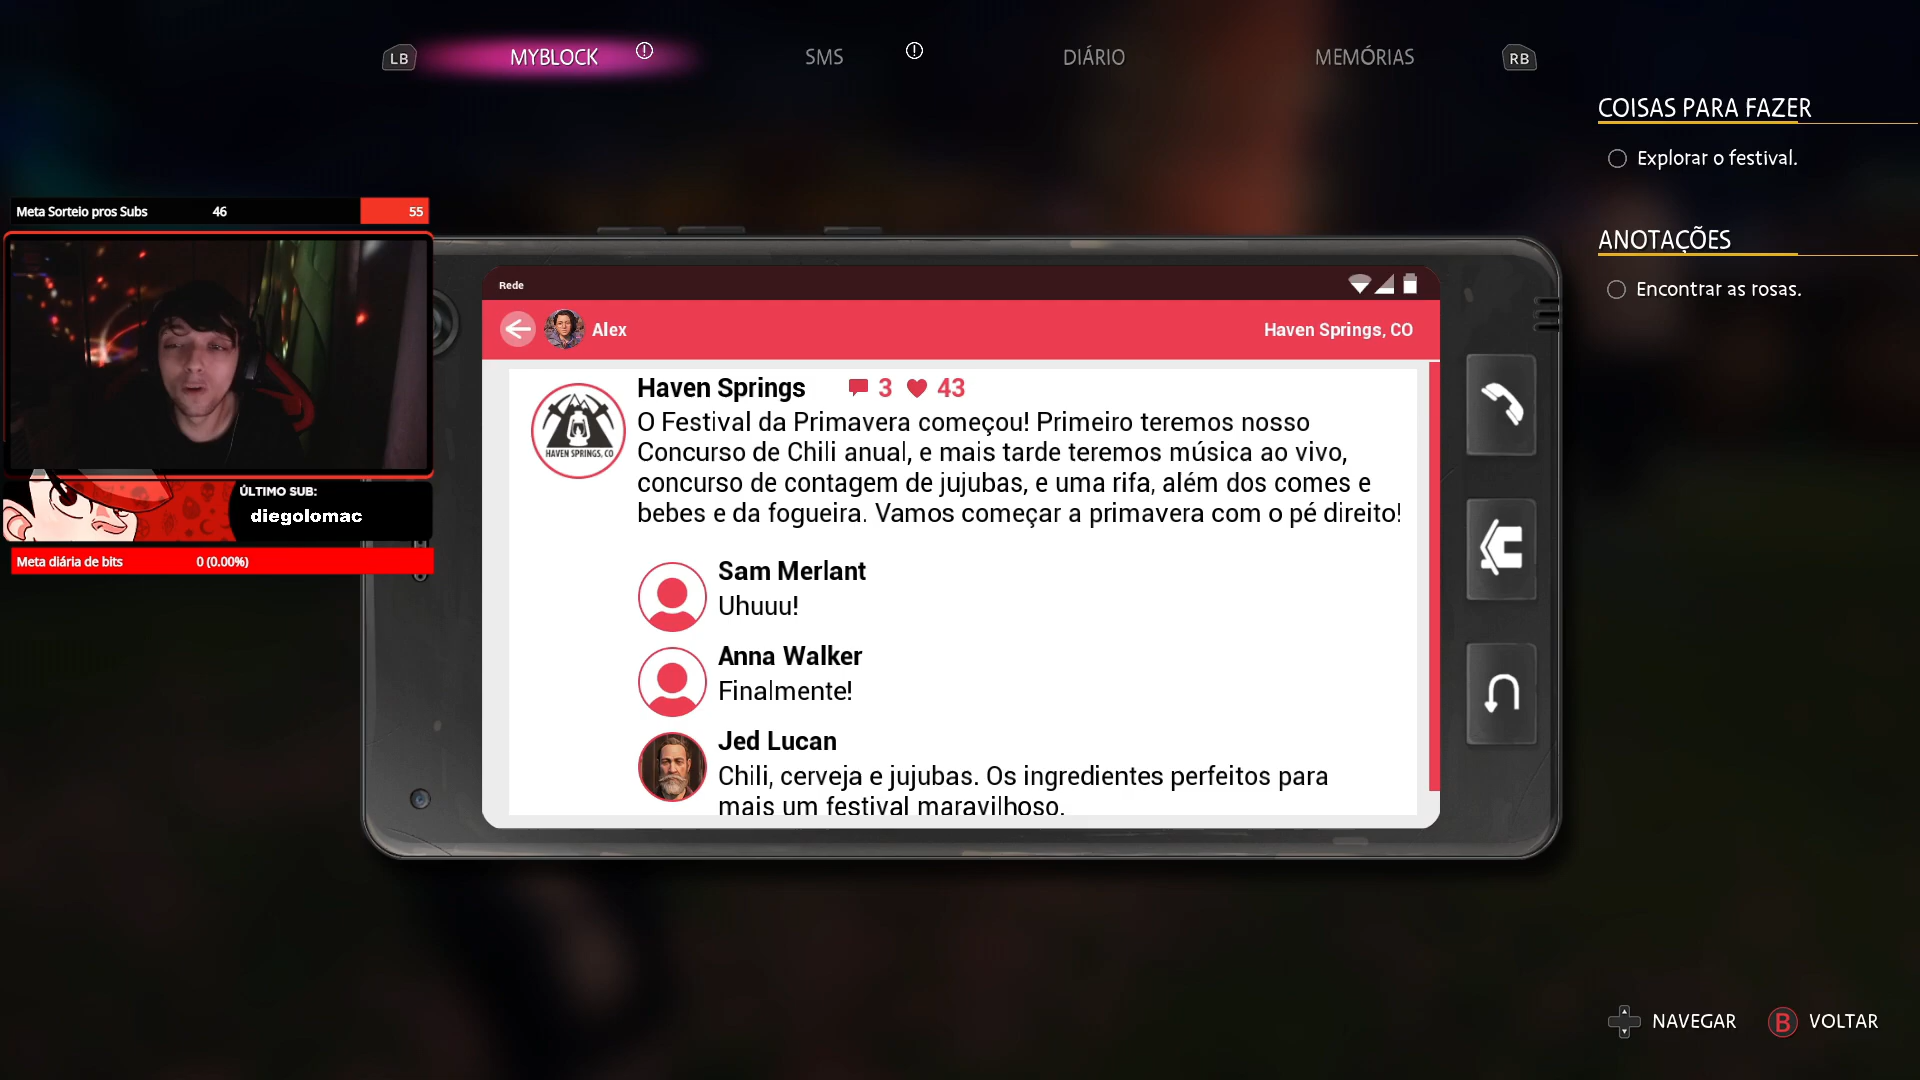 LB
MYBLOCK
SMS
DIÁRIO
MEMÓRIAS
RB
COISAS PARA FAZER
Explorar o festival.
ANOTAÇÕES
Encontrar as rosas.
Meta Sorteio pros Subs 46 55
ÚLTIMO SUB:
diegolomac
Meta diária de bits 0 (0.00%)
Rede
Alex
Haven Springs, CO
HAVEN SPRINGS, CO
Haven Springs 3 43
O Festival da Primavera começou! Primeiro teremos nosso
Concurso de Chili anual, e mais tarde teremos música ao vivo,
concurso de contagem de jujubas, e uma rifa, além dos comes e
bebes e da fogueira. Vamos começar a primavera com o pé direito!
Sam Merlant
Uhuuu!
Anna Walker
Finalmente!
Jed Lucan
Chili, cerveja e jujubas. Os ingredientes perfeitos para
mais um festival maravilhoso.
NAVEGAR
B VOLTAR